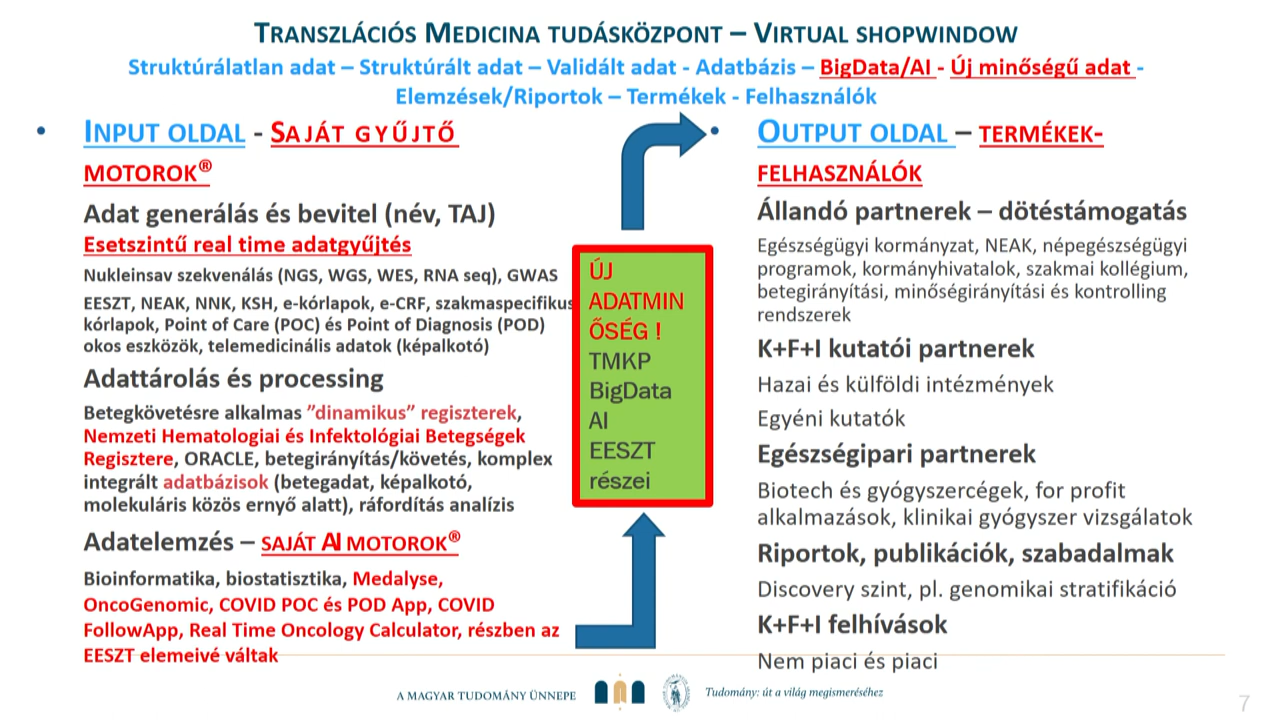 TRANSZLÁCIÓS MEDICINA TUDÁSKÖZPONT – VIRTUAL SHOPWINDOW
Struktúrálatlan adat – Struktúrált adat – Validált adat - Adatbázis – BigData/AI - Új minőségű adat -
Elemzések/Riportok – Termékek - Felhasználók
• INPUT OLDAL - SAJÁT GYŰJTŐ
MOTOROK®
Adat generálás és bevitel (név, TAJ)
Esetszintű real time adatgyűjtés
Nukleinsav szekvenálás (NGS, WGS, WES, RNA seq), GWAS
EESZT, NEAK, NNK, KSH, e-kórlapok, e-CRF, szakmaspecifikus
kórlapok, Point of Care (POC) és Point of Diagnosis (POD)
okos eszközök, telemedicinális adatok (képalkotó)
Adattárolás és processing
Betegkövetésre alkalmas ”dinamikus” regiszterek,
Nemzeti Hematologiai és Infektológiai Betegségek
Regisztere, ORACLE, betegirányítás/követés, komplex
integrált adatbázisok (betegadat, képalkotó,
molekuláris közös ernyő alatt), ráfordítás analízis
Adatelemzés – SAJÁT AI MOTOROK®
Bioinformatika, biostatisztika, Medalyse,
OncoGenomic, COVID POC és POD App, COVID
FollowApp, Real Time Oncology Calculator, részben az
EESZT elemeivé váltak
ÚJ
ADATMIN
ŐSÉG !
TMKP
BigData
AI
EESZT
részei
• OUTPUT OLDAL – TERMÉKEK-
FELHASZNÁLÓK
Állandó partnerek – dötéstámogatás
Egészségügyi kormányzat, NEAK, népegészségügyi
programok, kormányhivatalok, szakmai kollégium,
betegirányítási, minőségirányítási és kontrolling
rendszerek
K+F+I kutatói partnerek
Hazai és külföldi intézmények
Egyéni kutatók
Egészségipari partnerek
Biotech és gyógyszercégek, for profit
alkalmazások, klinikai gyógyszer vizsgálatok
Riportok, publikációk, szabadalmak
Discovery szint, pl. genomikai stratifikáció
K+F+I felhívások
Nem piaci és piaci
A MAGYAR TUDOMÁNY ÜNNEPE
Tudomány: út a világ megismeréséhez
7